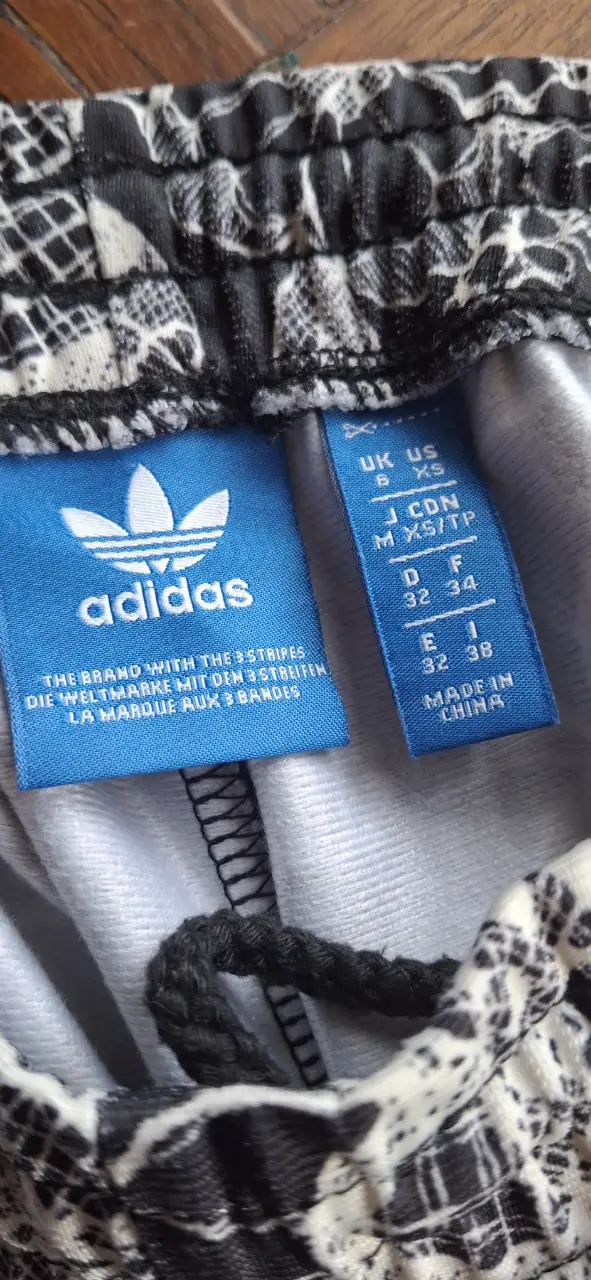 adidas
THE BRAND WITH THE 3 STRIPES
DIE WELTMARKE MIT DEN 3 STREIFEN
LA MARQUE AUX 3 BANDES
UK US
6 XS
J CDN
M XS/TP
D F
32 34
E I
32 38
MADE IN
CHINA